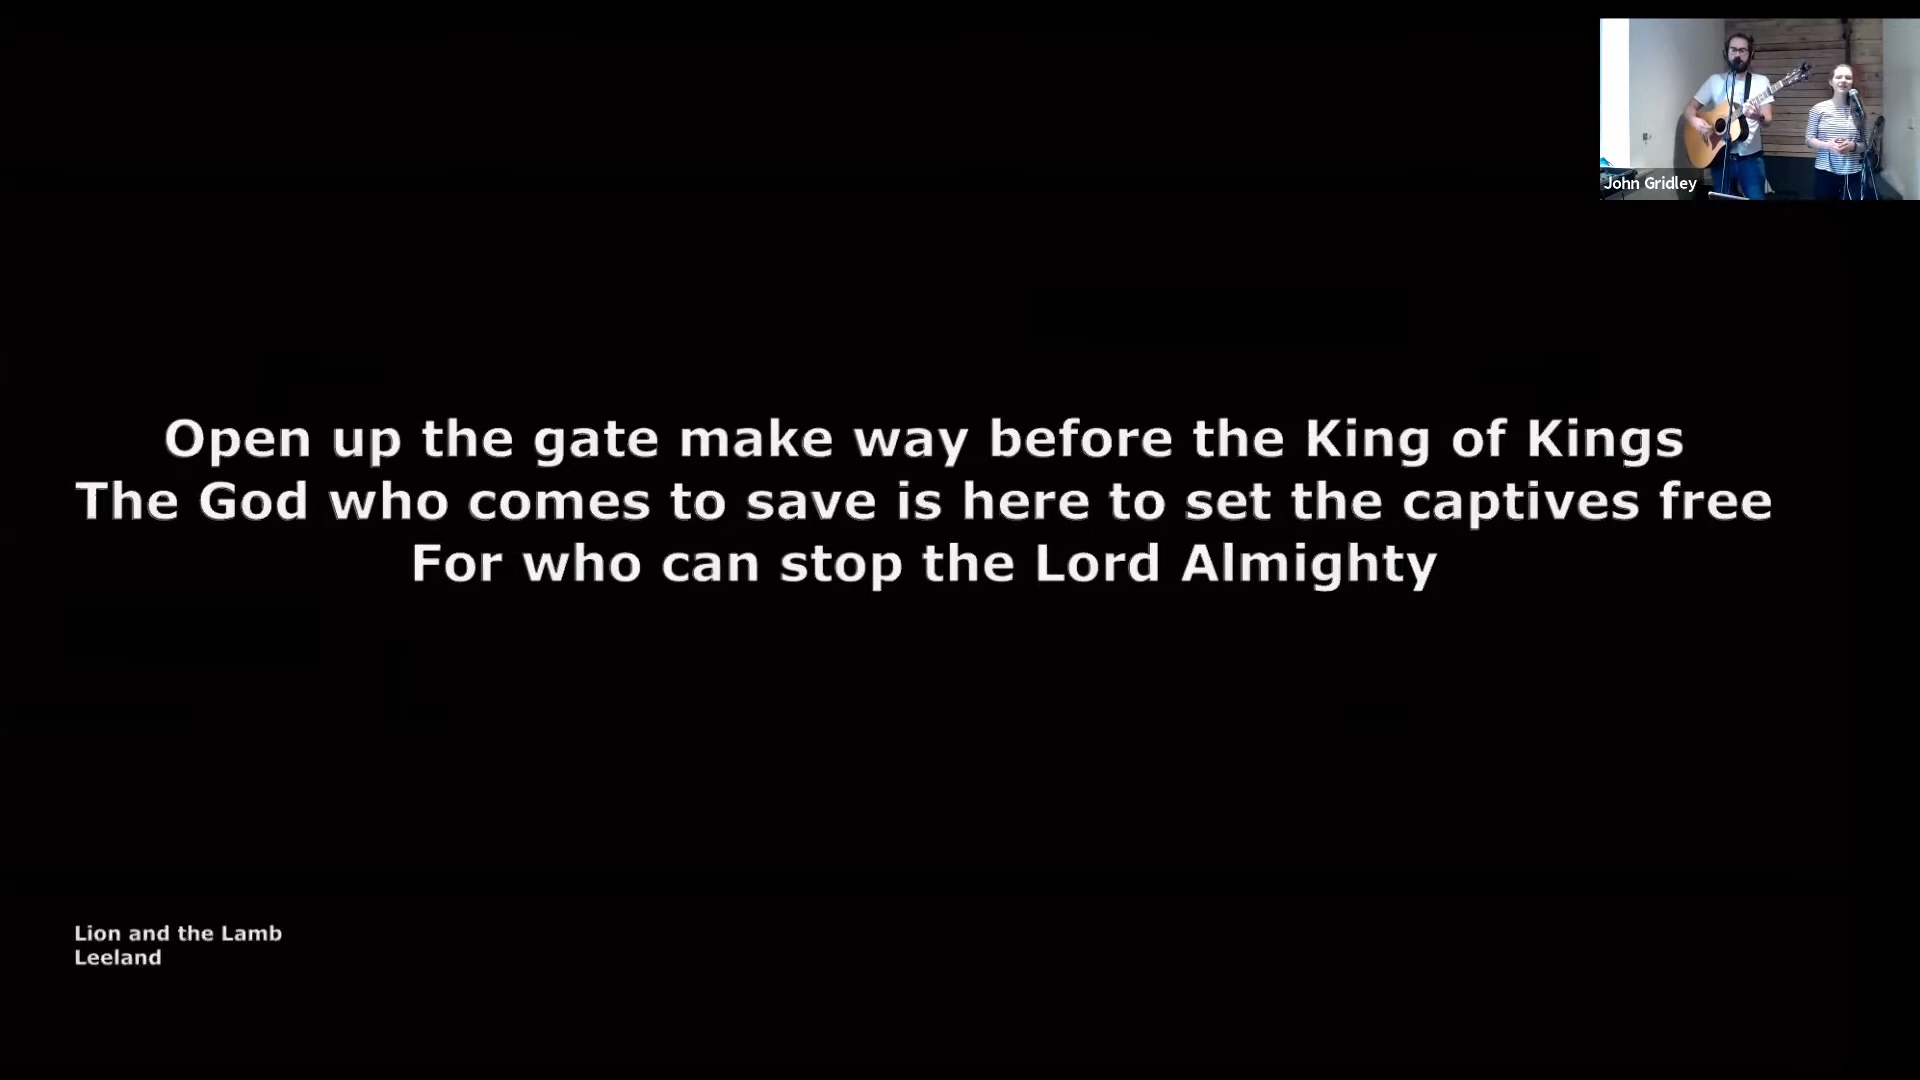 John Gridley
Open up the gate make way before the King of Kings
The God who comes to save is here to set the captives free
For who can stop the Lord Almighty
Lion and the Lamb
Leeland